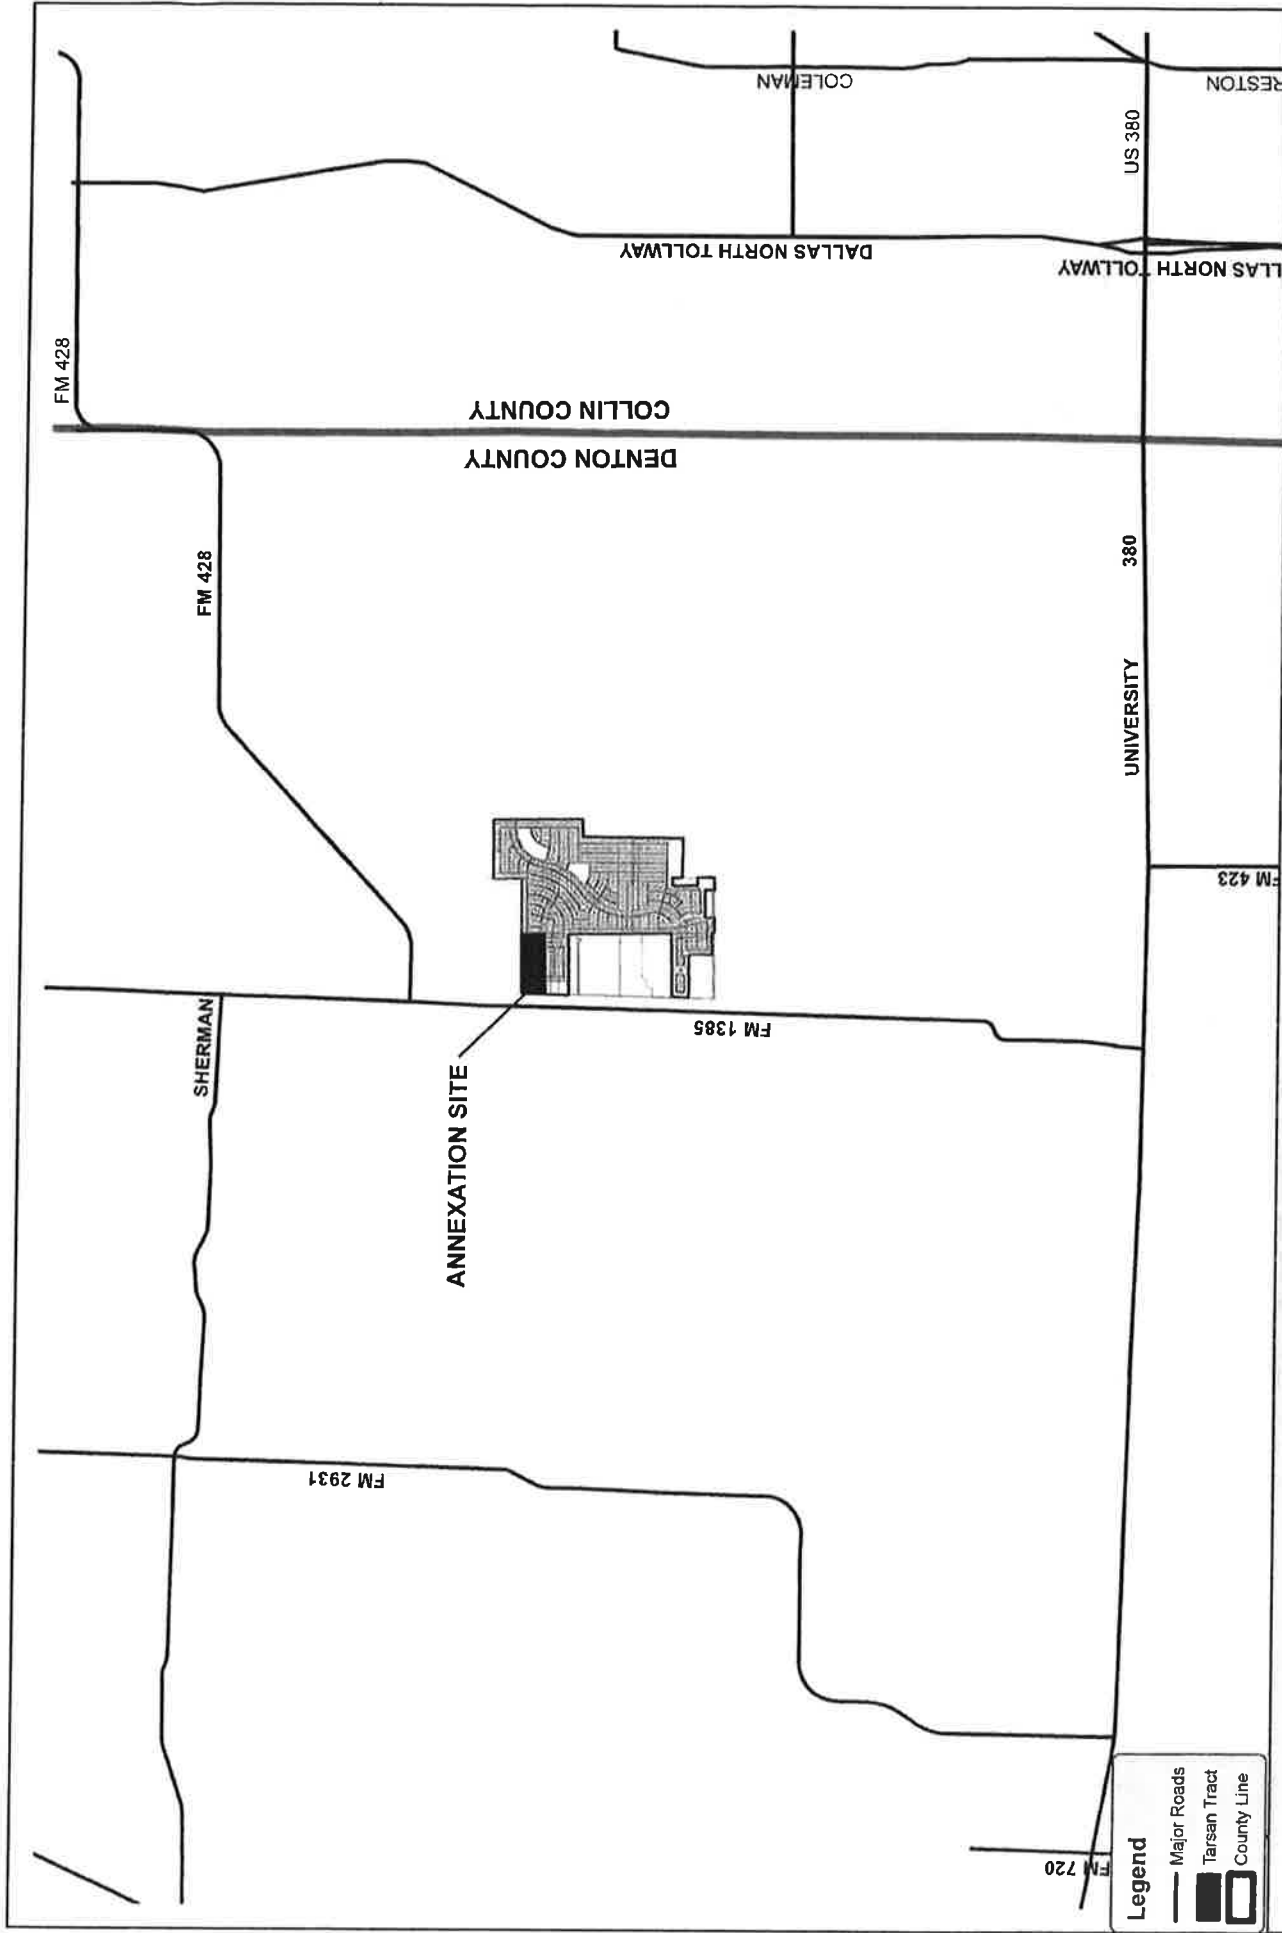 FM 428
COLEMAN
RESTON
US 380
DALLAS NORTH TOLLWAY
LLAS NORTH TOLLWAY
COLLIN COUNTY
DENTON COUNTY
FM 428
380
UNIVERSITY
FM 423
SHERMAN
FM 1385
ANNEXATION SITE
FM 2931
FM 720
Legend
Major Roads
Tarsan Tract
County Line